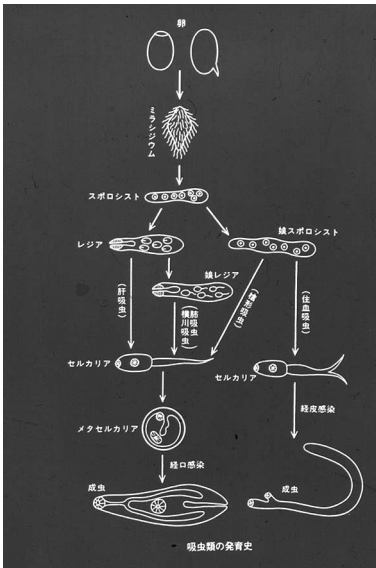 卵
ミラシジウム
スポロシスト
レジア
娘スポロシスト
娘レジア
(肝吸虫)
(肺吸虫
横川吸虫)
(槍形吸虫)
(住血吸虫)
セルカリア
セルカリア
経皮感染
メタセルカリア
経口感染
成虫
成虫
吸虫類の発育史